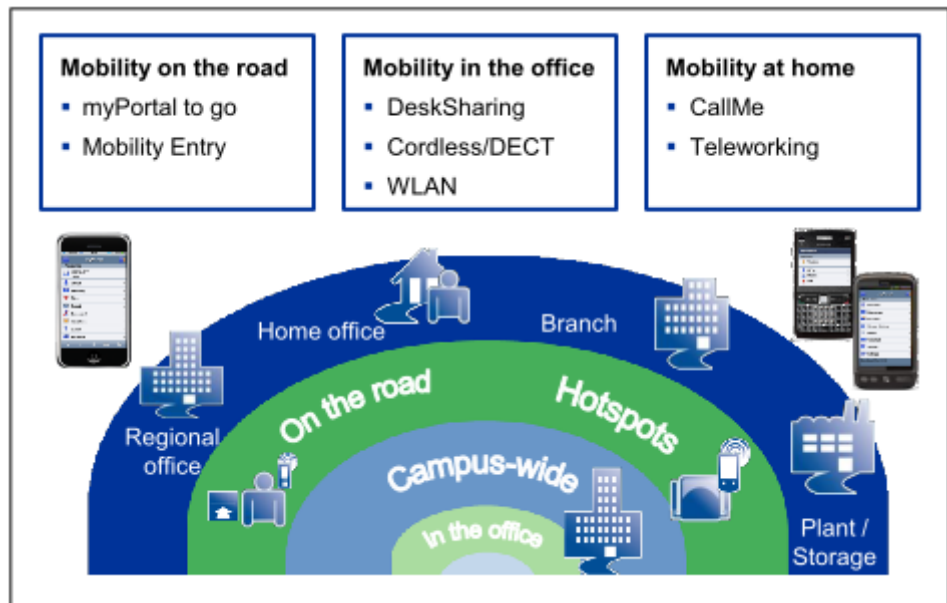 Mobility on the road
▪ myPortal to go
▪ Mobility Entry
Mobility in the office
▪ DeskSharing
▪ Cordless/DECT
▪ WLAN
Mobility at home
▪ CallMe
▪ Teleworking
Home office
Branch
Regional
office
On the road
Hotspots
Campus-wide
In the office
Plant /
Storage